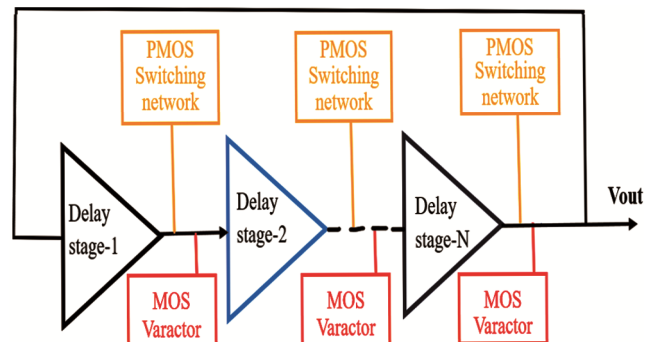 PMOS
Switching
network
PMOS
Switching
network
PMOS
Switching
network
Delay
stage-1
Delay
stage-2
Delay
stage-N
Vout
MOS
Varactor
MOS
Varactor
MOS
Varactor